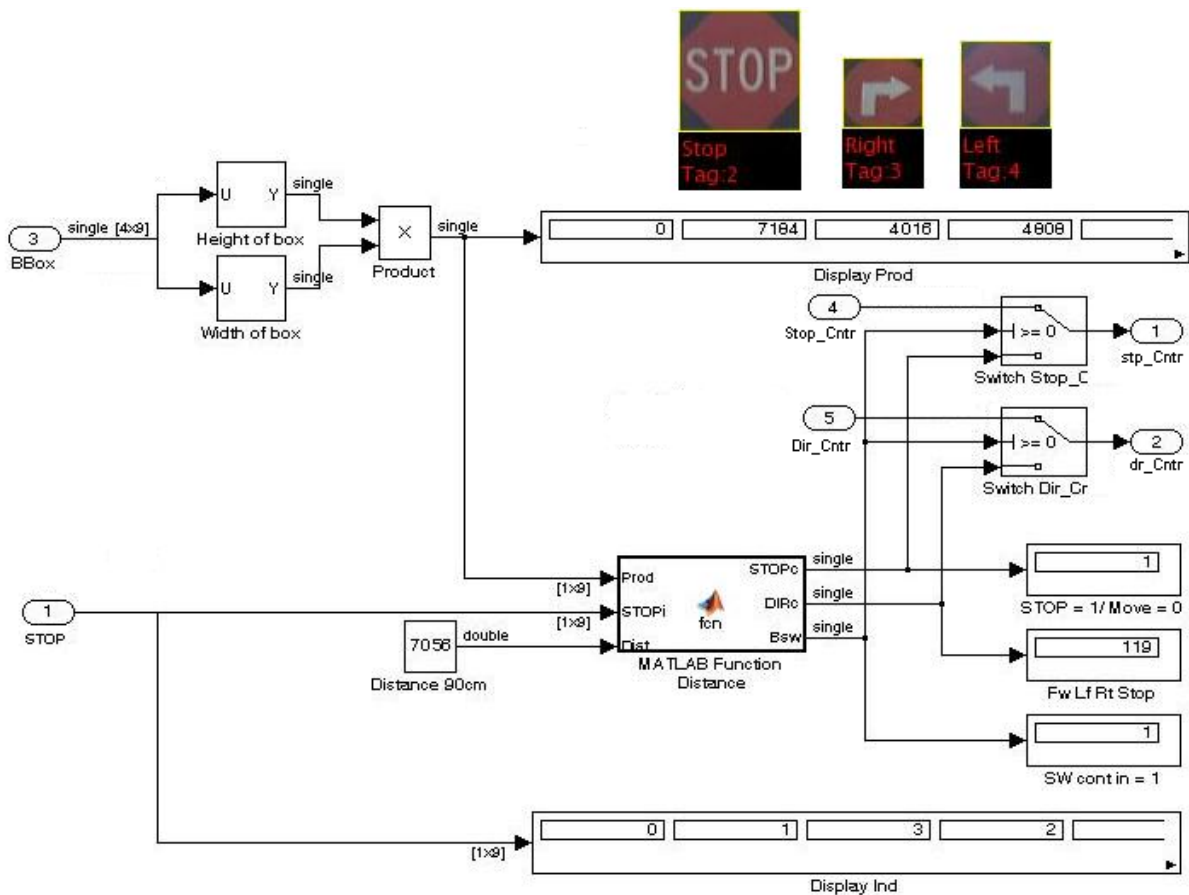 STOP
Stop
Tag:2
Right
Tag:3
Left
Tag:4
3
BBox
single [4x9]
U Y
Height of box
single
U Y
Width of box
single
×
Product
single
0 7184 4016 4808
Display Prod
4
Stop_Cntr
>= 0
Switch Stop_C
1
stp_Cntr
5
Dir_Cntr
>= 0
Switch Dir_Cr
2
dr_Cntr
1
STOP
[1x9]
[1x9]
7056
double
Distance 90cm
Prod
STOPi
Dist
fcn
STOPc
DIRc
Bsw
MATLAB Function
Distance
single
single
single
1
STOP = 1/ Move = 0
119
Fw Lf Rt Stop
1
SW cont in = 1
[1x9]
0 1 3 2
Display Ind